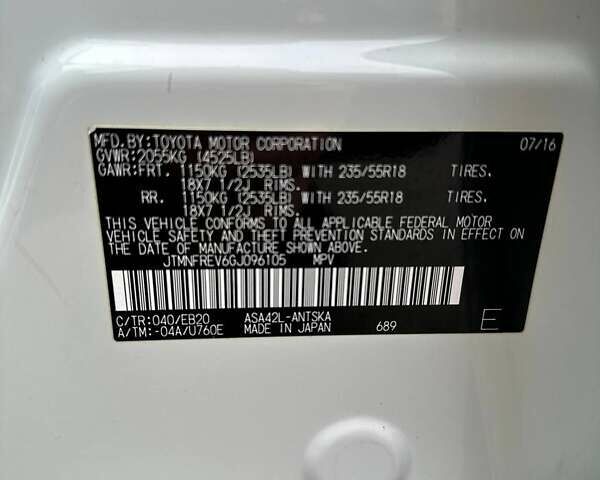 MFD.BY:TOYOTA MOTOR CORPORATION 07/16
GVWR:2055KG (4525LB)
GAWR:FRT. 1150KG (2535LB) WITH 235/55R18 TIRES.
18X7 1/2J RIMS.
RR. 1150KG (2535LB) WITH 235/55R18 TIRES.
18X7 1/2J RIMS.
THIS VEHICLE CONFORMS TO ALL APPLICABLE FEDERAL MOTOR
VEHICLE SAFETY AND THEFT PREVENTION STANDARDS IN EFFECT ON
THE DATE OF MANUFACTURE SHOWN ABOVE.
JTMNFREV6GJ096105 MPV
C/TR:040/EB20 ASA42L-ANTSKA
A/TM:-04A/U760E MADE IN JAPAN 689 E